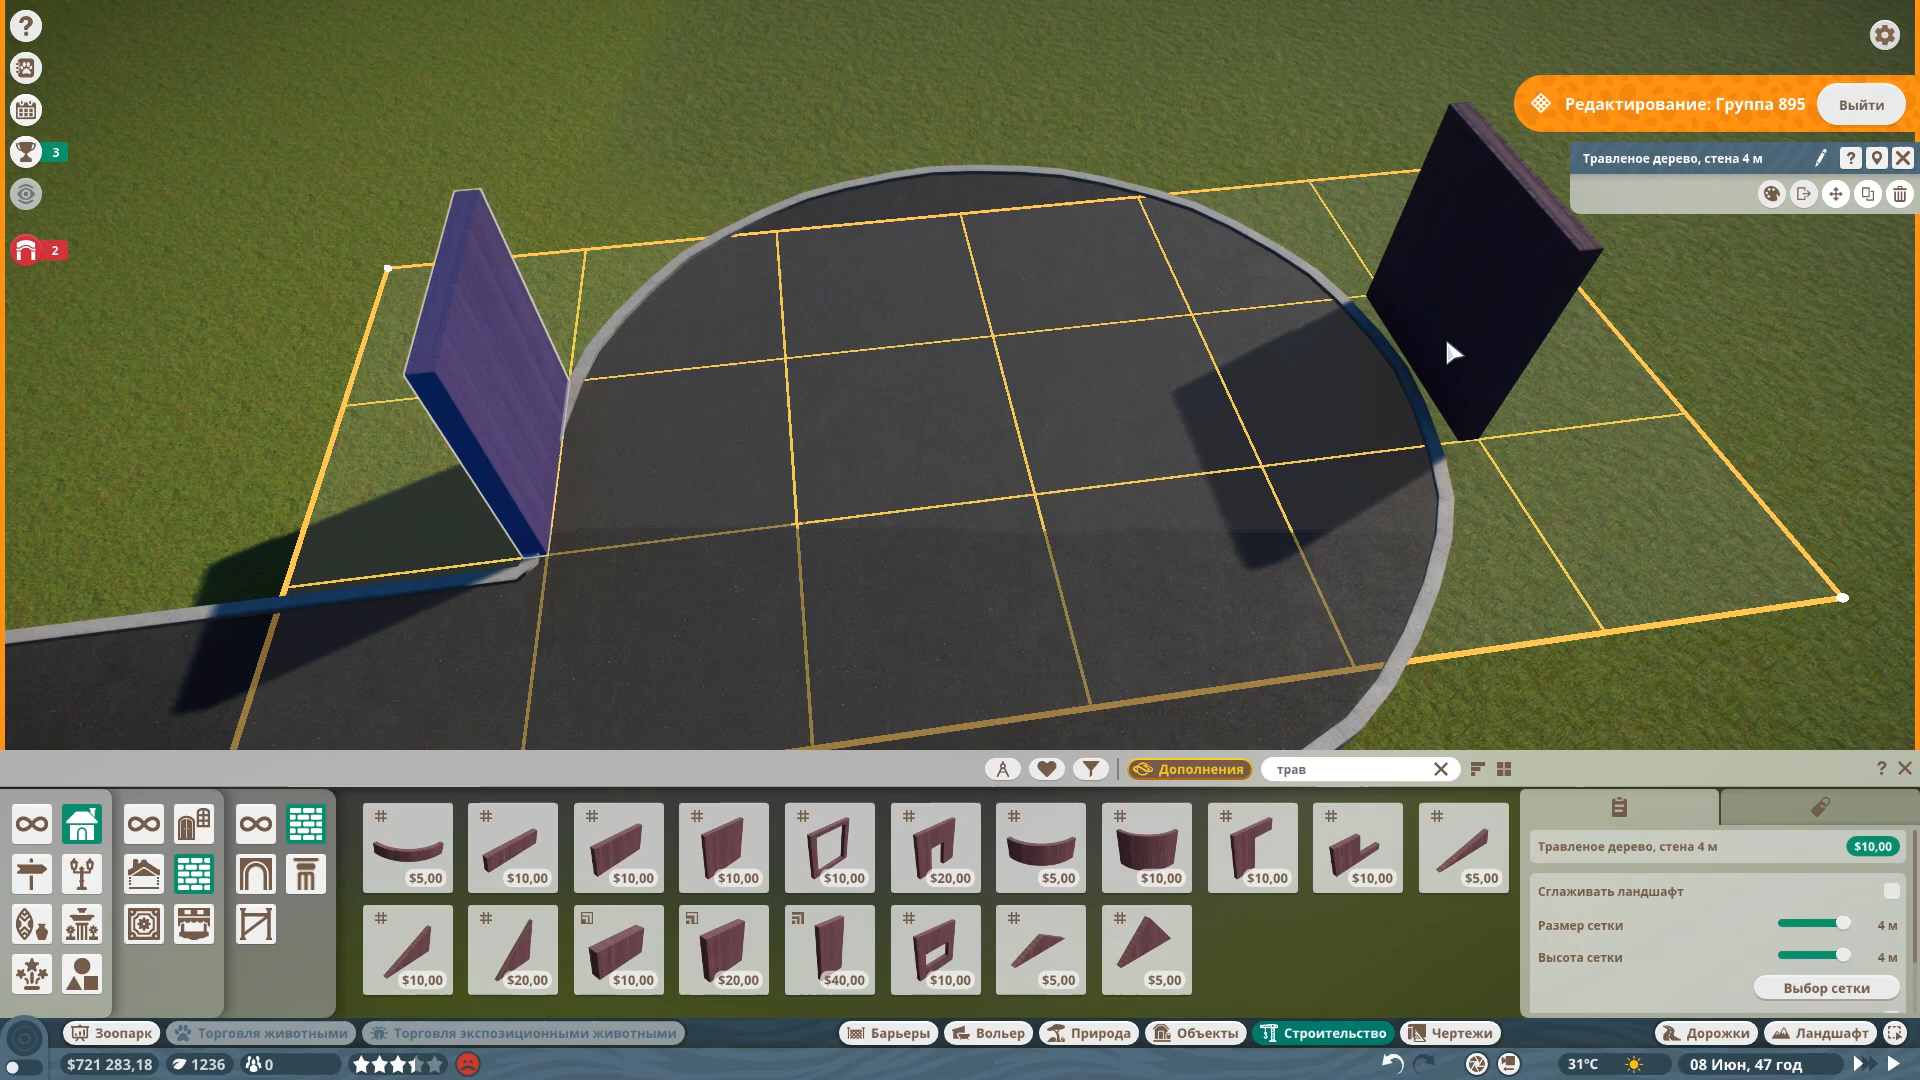 3
2
Редактирование: Группа 895
Выйти
Травленое дерево, стена 4 м
?
Дополнения
трав
?
$5,00
$10,00
$10,00
$10,00
$10,00
$20,00
$5,00
$10,00
$10,00
$10,00
$5,00
$10,00
$20,00
$10,00
$20,00
$40,00
$10,00
$5,00
$5,00
Травленое дерево, стена 4 м
$10,00
Сглаживать ландшафт
Размер сетки
4 м
Высота сетки
4 м
Выбор сетки
Зоопарк
Торговля животными
Торговля экспозиционными животными
Барьеры
Вольер
Природа
Объекты
Строительство
Чертежи
Дорожки
Ландшафт
$721 283,18
1236
0
31°C
08 Июн, 47 год